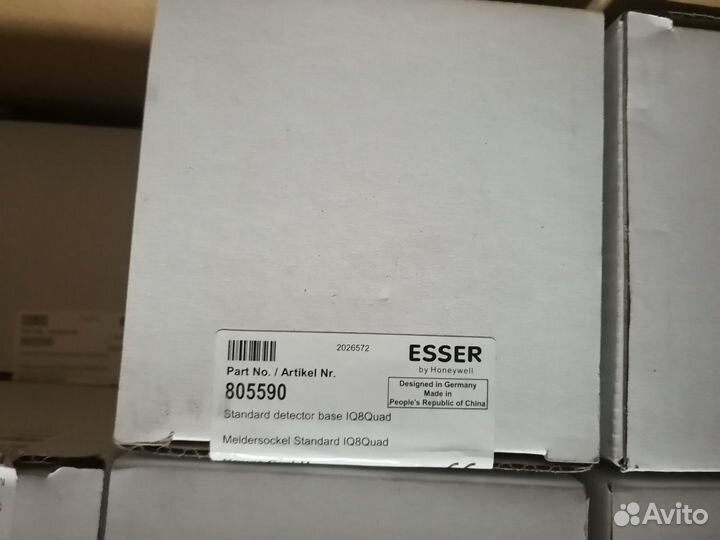 2026572
ESSER
by Honeywell
Part No. / Artikel Nr.
805590
Designed in Germany
Made in
People's Republic of China
Standard detector base IQ8Quad
Meldersockel Standard IQ8Quad
Avito